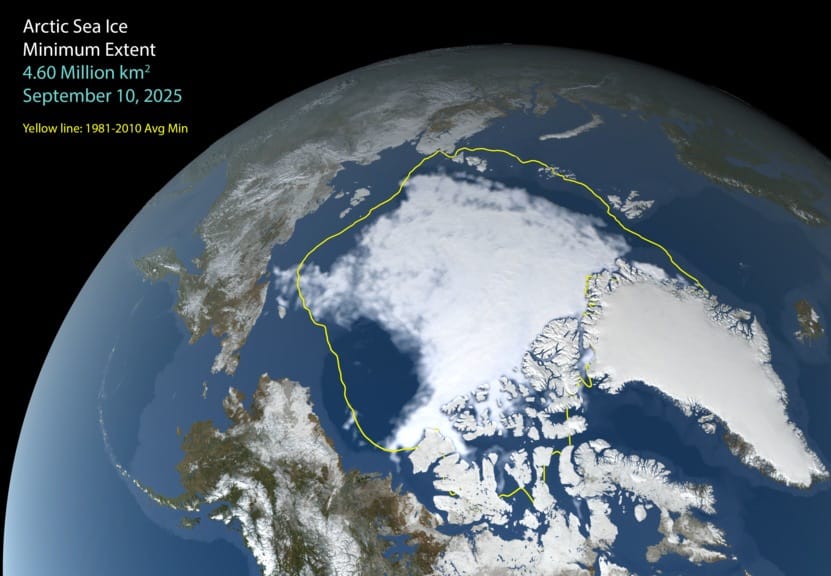 Arctic Sea Ice
Minimum Extent
4.60 Million km²
September 10, 2025
Yellow line: 1981-2010 Avg Min